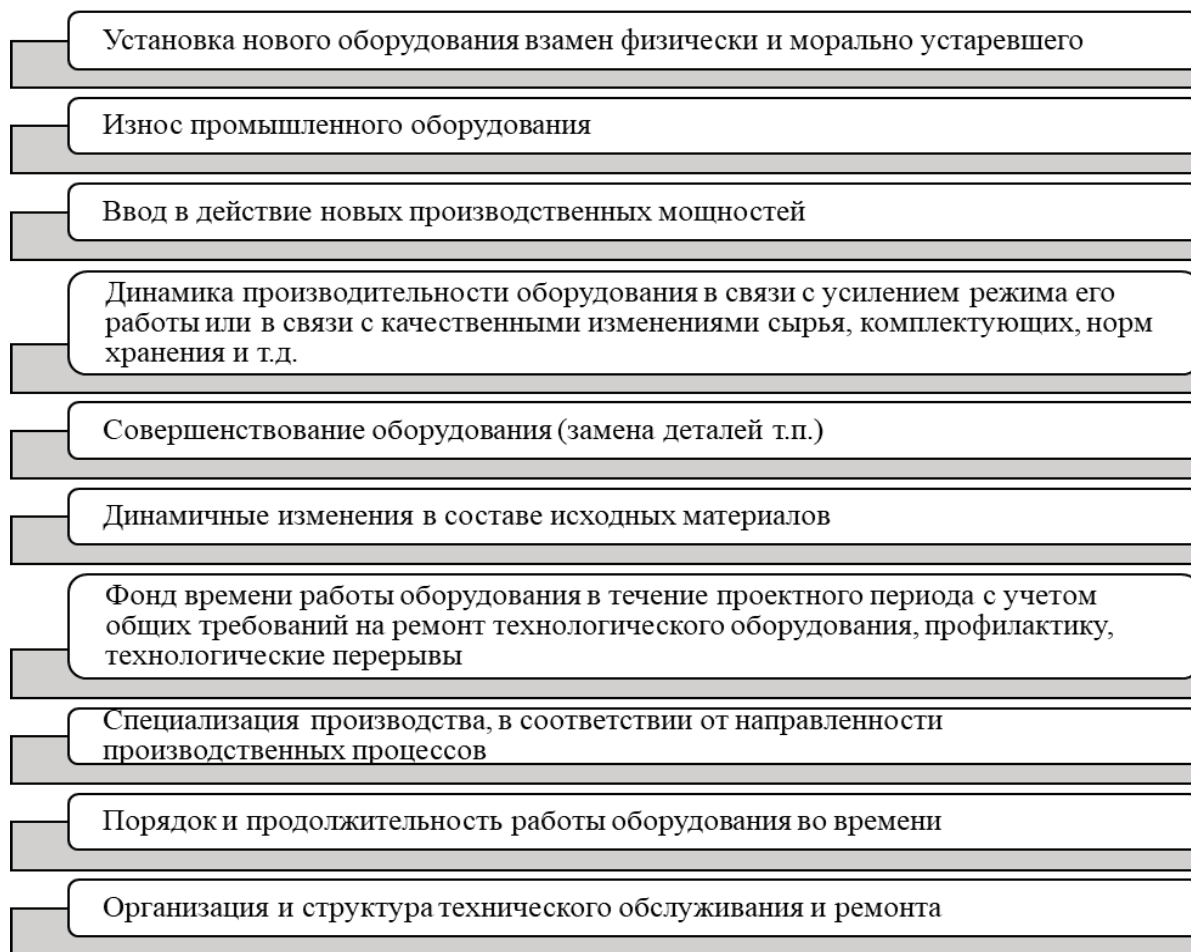 Установка нового оборудования взамен физически и морально устаревшего
Износ промышленного оборудования
Ввод в действие новых производственных мощностей
Динамика производительности оборудования в связи с усилением режима его
работы или в связи с качественными изменениями сырья, комплектующих, норм
хранения и т.д.
Совершенствование оборудования (замена деталей т.п.)
Динамичные изменения в составе исходных материалов
Фонд времени работы оборудования в течение проектного периода с учетом
общих требований на ремонт технологического оборудования, профилактику,
технологические перерывы
Специализация производства, в соответствии от направленности
производственных процессов
Порядок и продолжительность работы оборудования во времени
Организация и структура технического обслуживания и ремонта